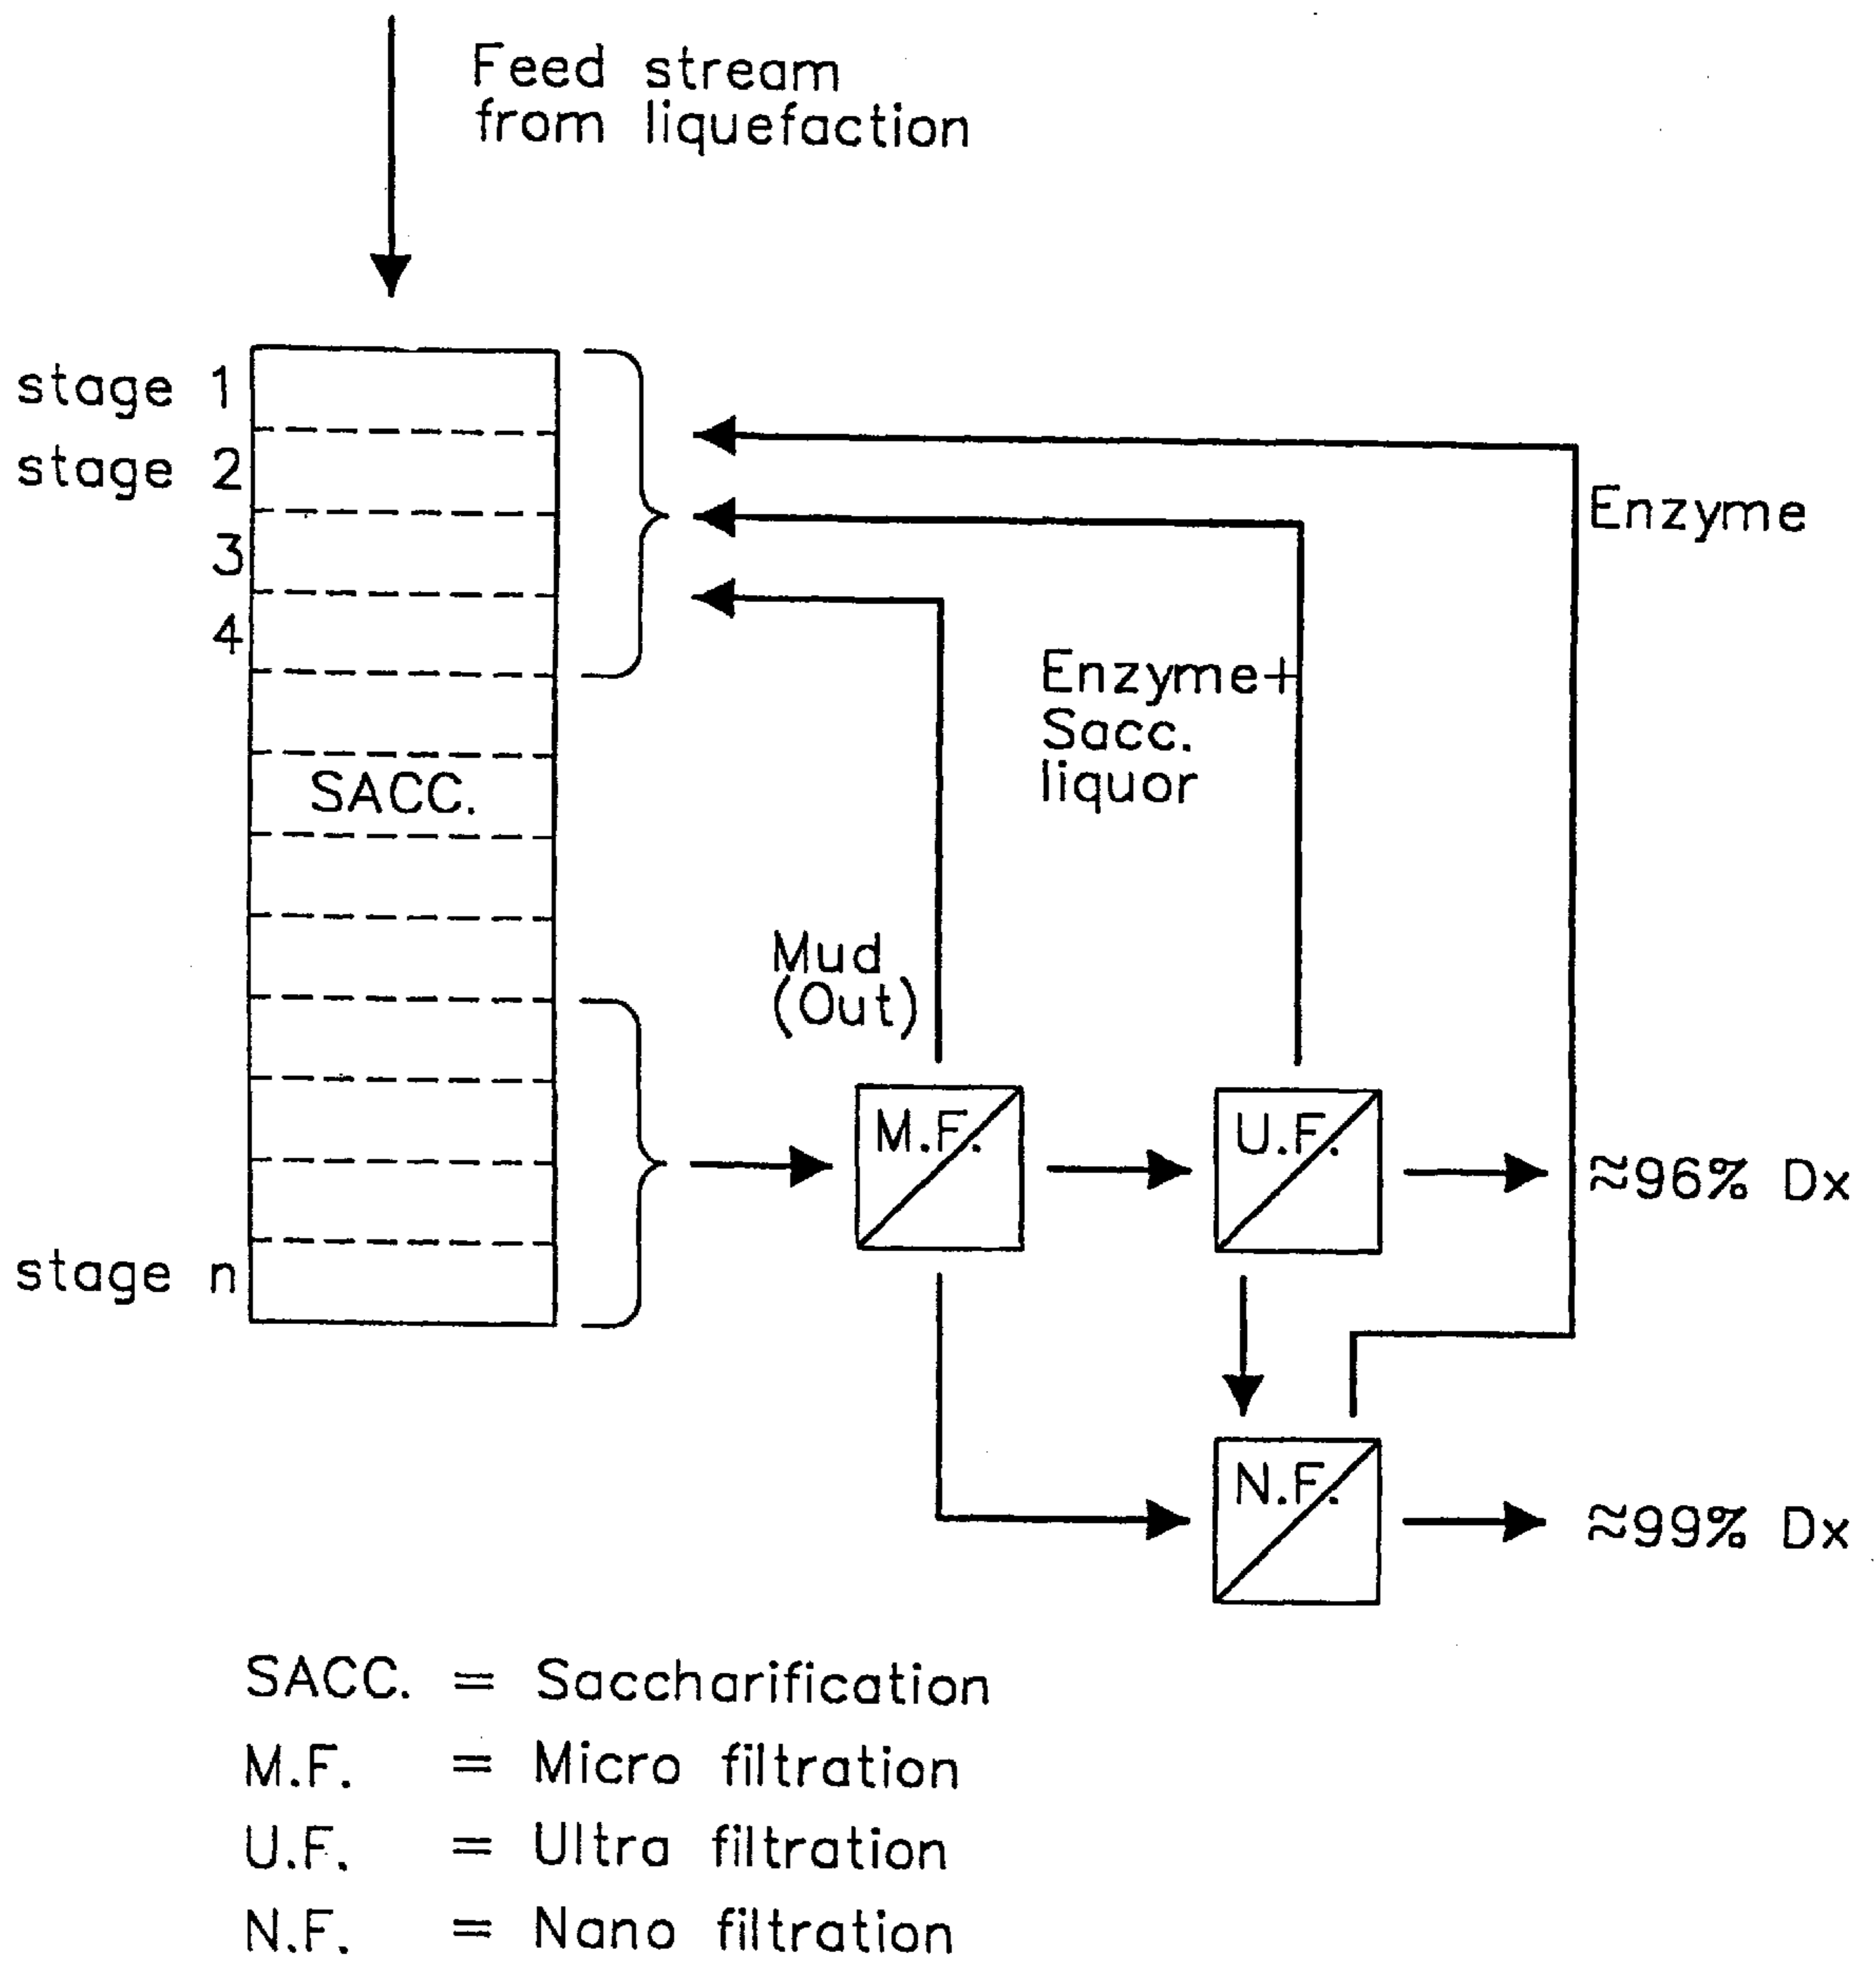 Feed stream
from liquefaction
stage 1
stage 2
3
4
SACC.
stage n
Enzyme
Enzyme+
Sacc.
liquor
Mud
(Out)
M.F.
U.F.
≈96% Dx
N.F.
≈99% Dx
SACC. = Saccharification
M.F. = Micro filtration
U.F. = Ultra filtration
N.F. = Nano filtration